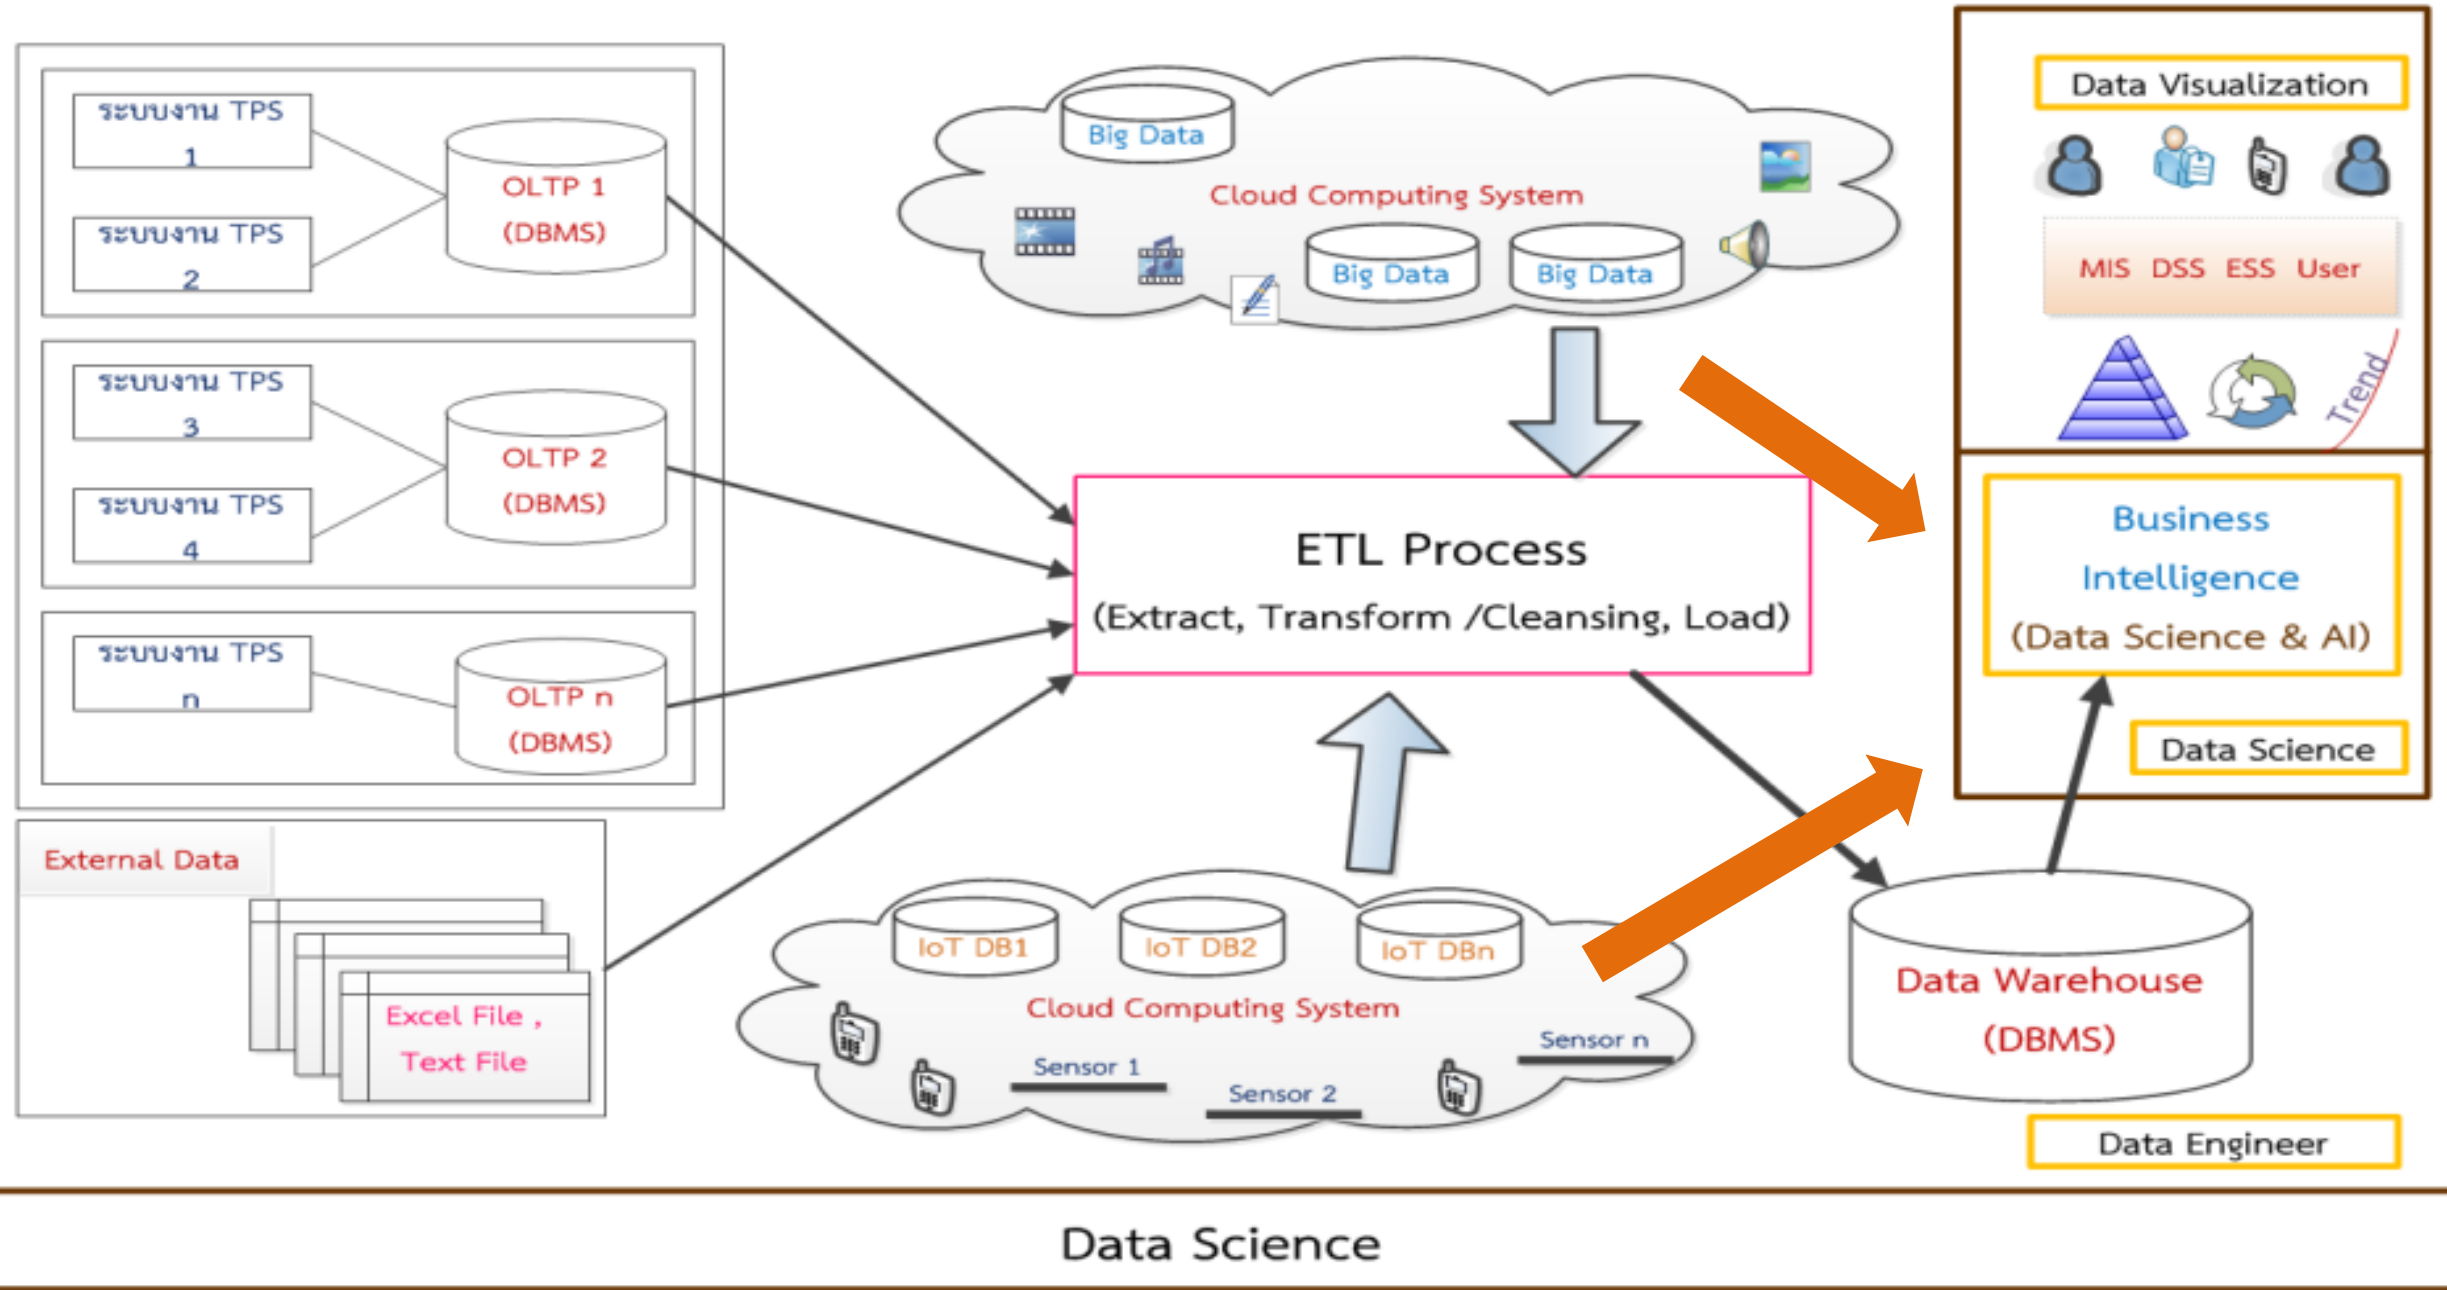 ระบบงาน TPS
1
ระบบงาน TPS
2
OLTP 1
(DBMS)
ระบบงาน TPS
3
ระบบงาน TPS
4
OLTP 2
(DBMS)
ระบบงาน TPS
n
OLTP n
(DBMS)
External Data
Excel File ,
Text File
Big Data
Cloud Computing System
Big Data
Big Data
ETL Process
(Extract, Transform /Cleansing, Load)
IoT DB1
IoT DB2
IoT DBn
Cloud Computing System
Sensor 1
Sensor 2
Sensor n
Data Visualization
MIS DSS ESS User
Trend
Business
Intelligence
(Data Science & AI)
Data Science
Data Warehouse
(DBMS)
Data Engineer
Data Science